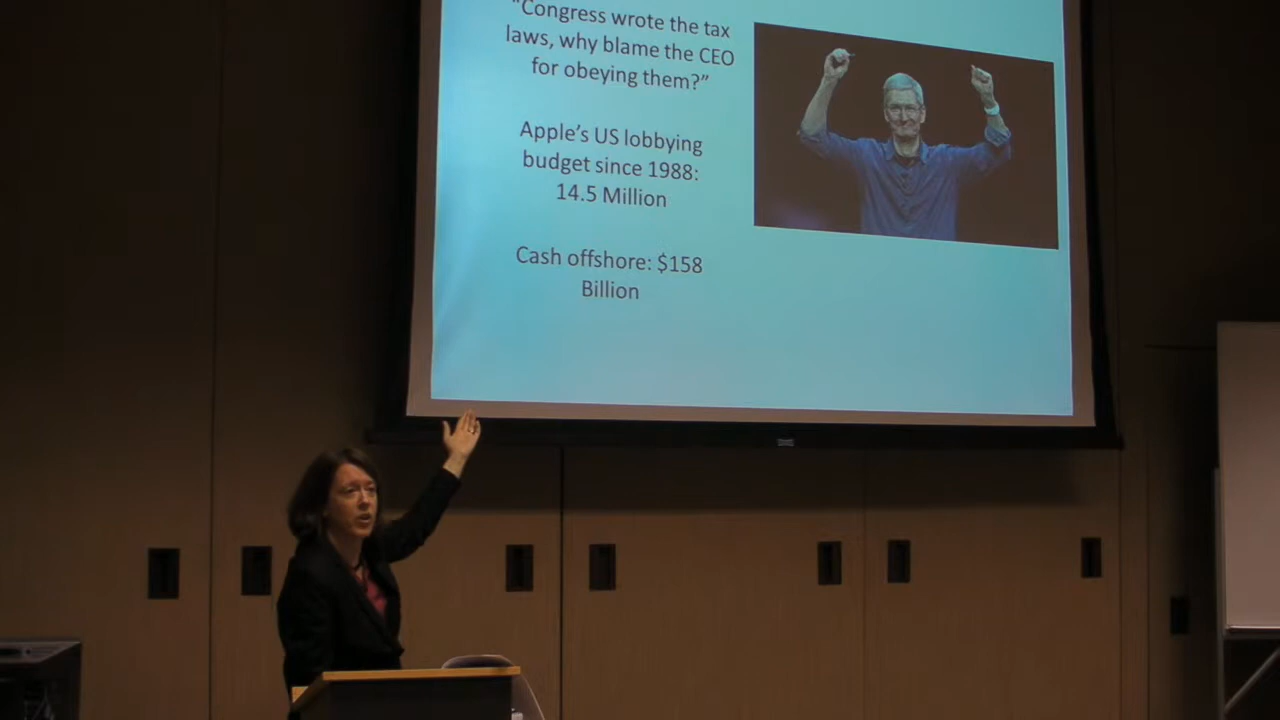 "Congress wrote the tax
laws, why blame the CEO
for obeying them?"
Apple's US lobbying
budget since 1988:
14.5 Million
Cash offshore: $158
Billion